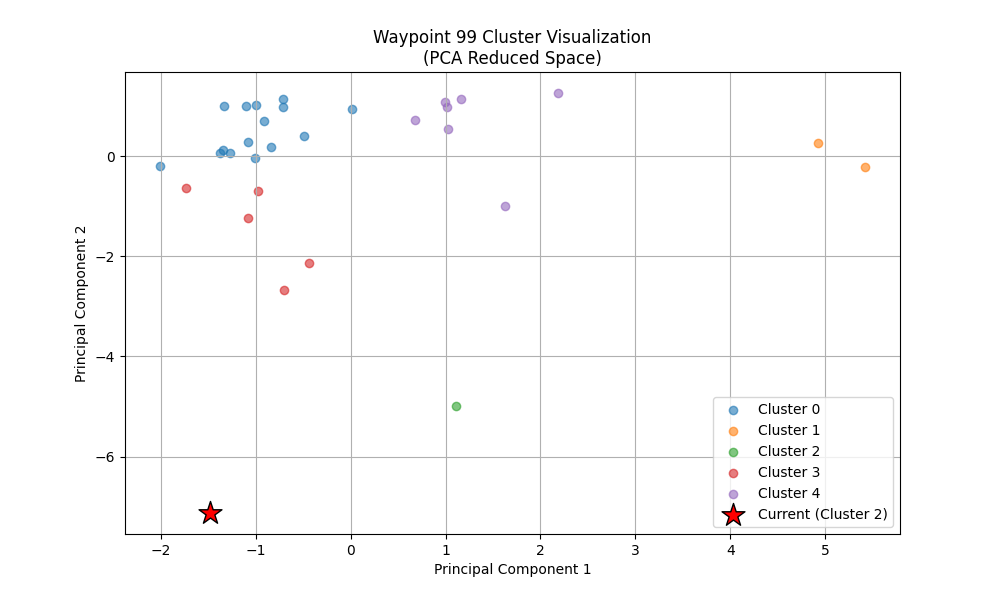 Waypoint 99 Cluster Visualization
(PCA Reduced Space)
Principal Component 2
0
−2
−4
−6
−2
−1
0
1
2
3
4
5
Principal Component 1
Cluster 0
Cluster 1
Cluster 2
Cluster 3
Cluster 4
Current (Cluster 2)